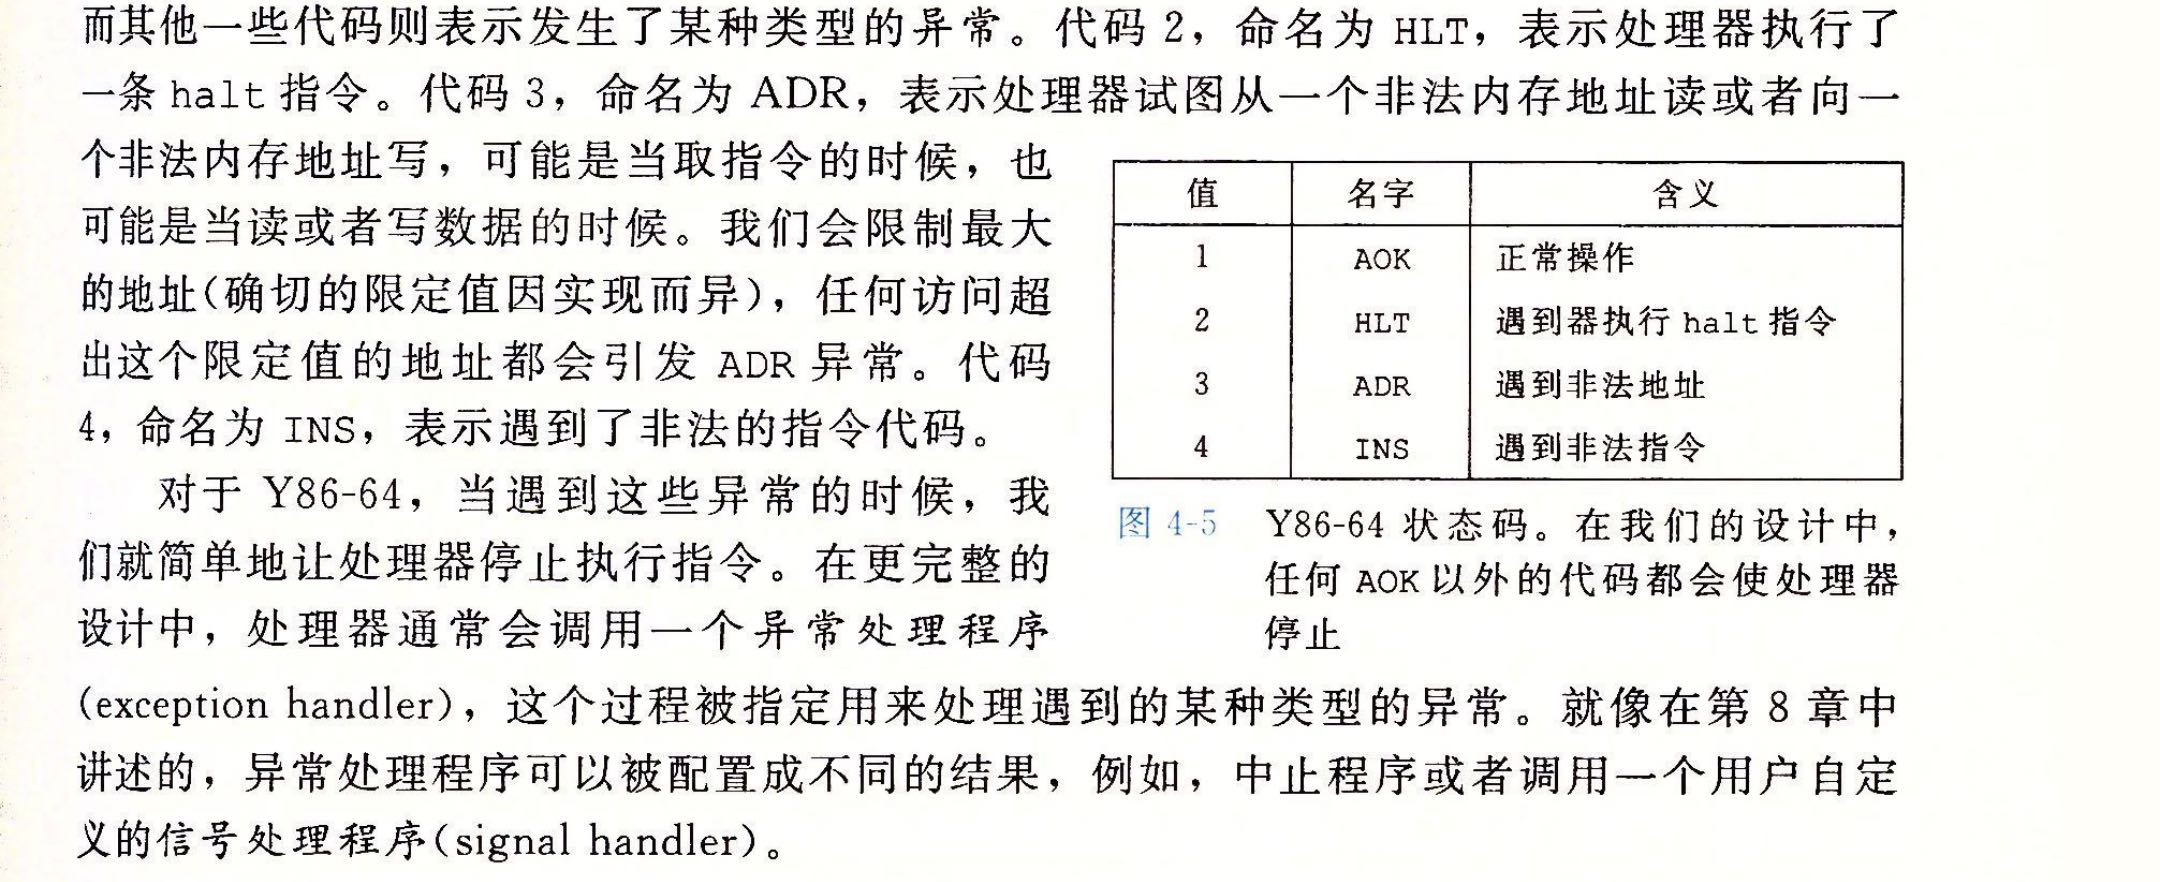 而其他一些代码则表示发生了某种类型的异常。代码 2，命名为 HLT，表示处理器执行了
一条 halt 指令。代码 3，命名为 ADR，表示处理器试图从一个非法内存地址读或者向一
个非法内存地址写，可能是当取指令的时候，也
可能是当读或者写数据的时候。我们会限制最大
的地址(确切的限定值因实现而异)，任何访问超
出这个限定值的地址都会引发 ADR 异常。代码
4，命名为 INS，表示遇到了非法的指令代码。
对于 Y86-64，当遇到这些异常的时候，我
们就简单地让处理器停止执行指令。在更完整的
设计中，处理器通常会调用一个异常处理程序
值 名字 含义
1 AOK 正常操作
2 HLT 遇到器执行 halt 指令
3 ADR 遇到非法地址
4 INS 遇到非法指令
图 4-5 Y86-64 状态码。在我们的设计中，
任何 AOK 以外的代码都会使处理器
停止
(exception handler)，这个过程被指定用来处理遇到的某种类型的异常。就像在第 8 章中
讲述的，异常处理程序可以被配置成不同的结果，例如，中止程序或者调用一个用户自定
义的信号处理程序(signal handler)。